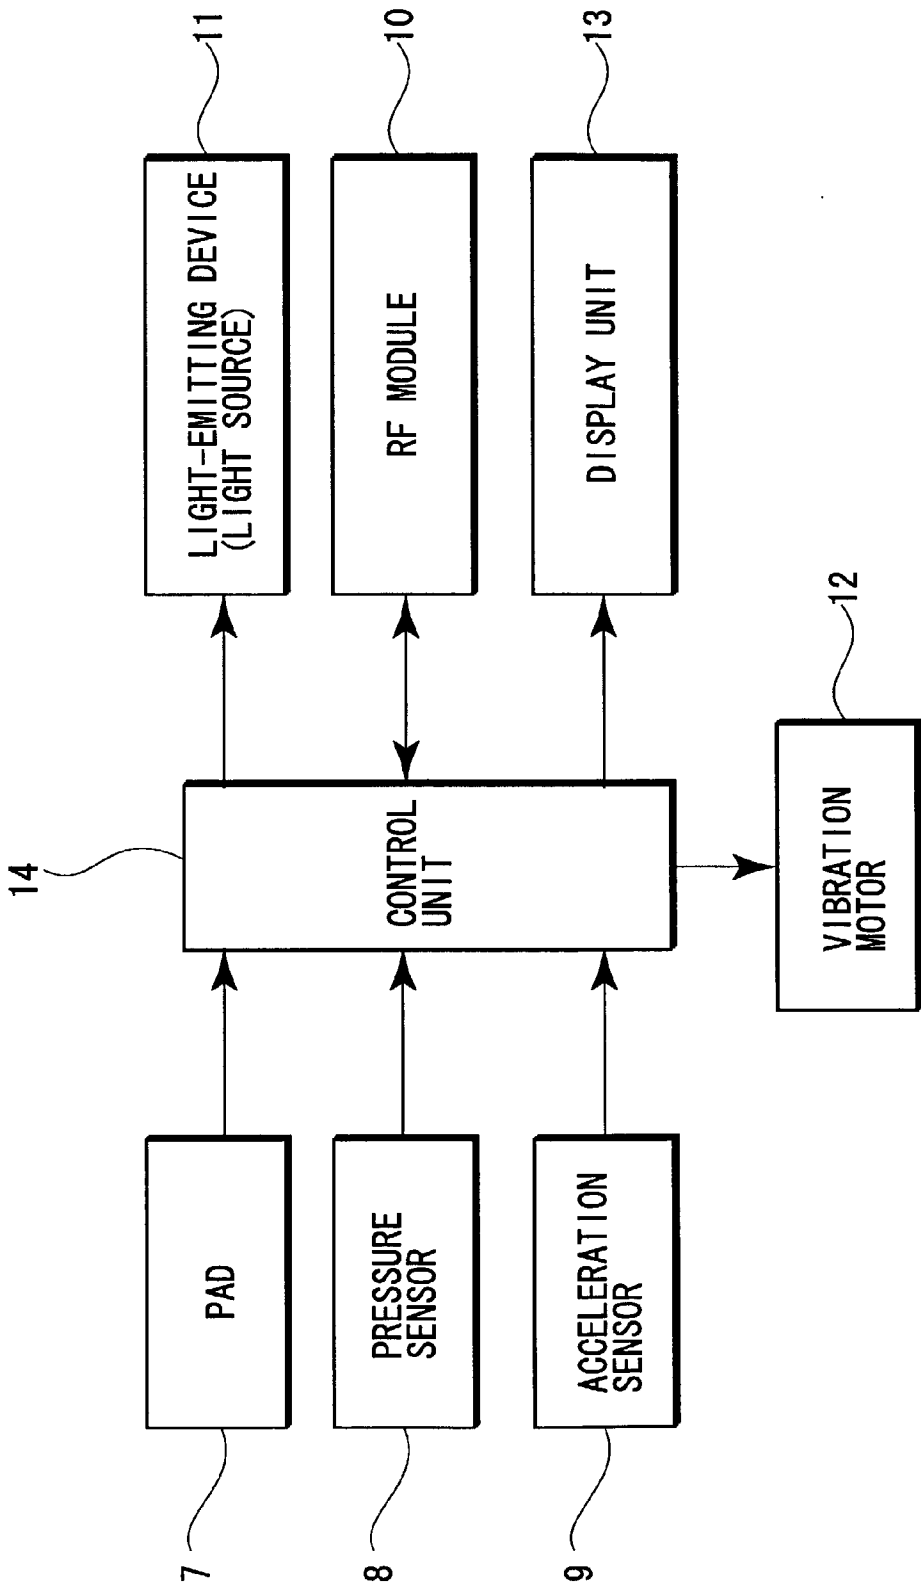 14
7
PAD
8
PRESSURE
SENSOR
9
ACCELERATION
SENSOR
CONTROL
UNIT
LIGHT-EMITTING DEVICE
(LIGHT SOURCE)
11
RF MODULE
10
DISPLAY UNIT
13
VIBRATION
MOTOR
12